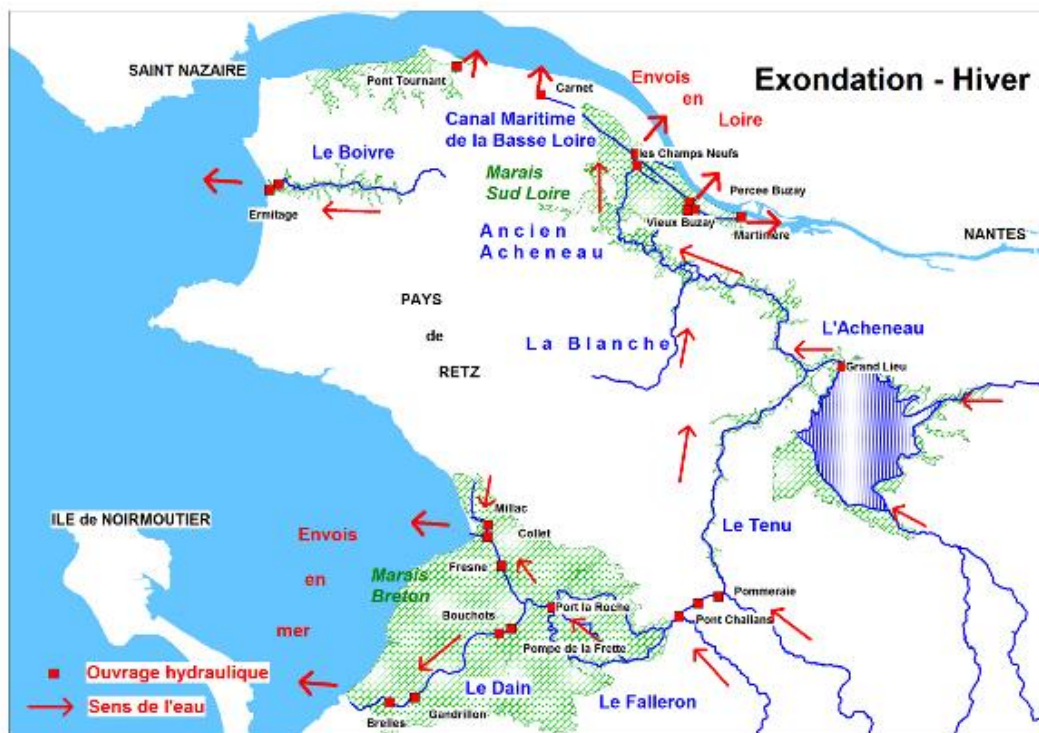 Exondation - Hiver
SAINT NAZAIRE
Pont Tournant
Carnet
Envois
en
Loire
Canal Maritime
de la Basse Loire
Le Boivre
les Champs Neufs
Marais
Sud Loire
Percee Buzay
Ermitage
Vieux Buzay
Martiniere
NANTES
Ancien
Acheneau
PAYS
de
RETZ
La Blanche
L'Acheneau
Grand Lieu
ILE de NOIRMOUTIER
Millac
Envois
en
mer
Collet
Le Tenu
Fresne
Marais
Breton
Pommeraie
Bouchots
Port la Roche
Pont Challans
Pompe de la Frette
Ouvrage hydraulique
Le Dain
Le Falleron
Sens de l'eau
Brelles
Gandrillon